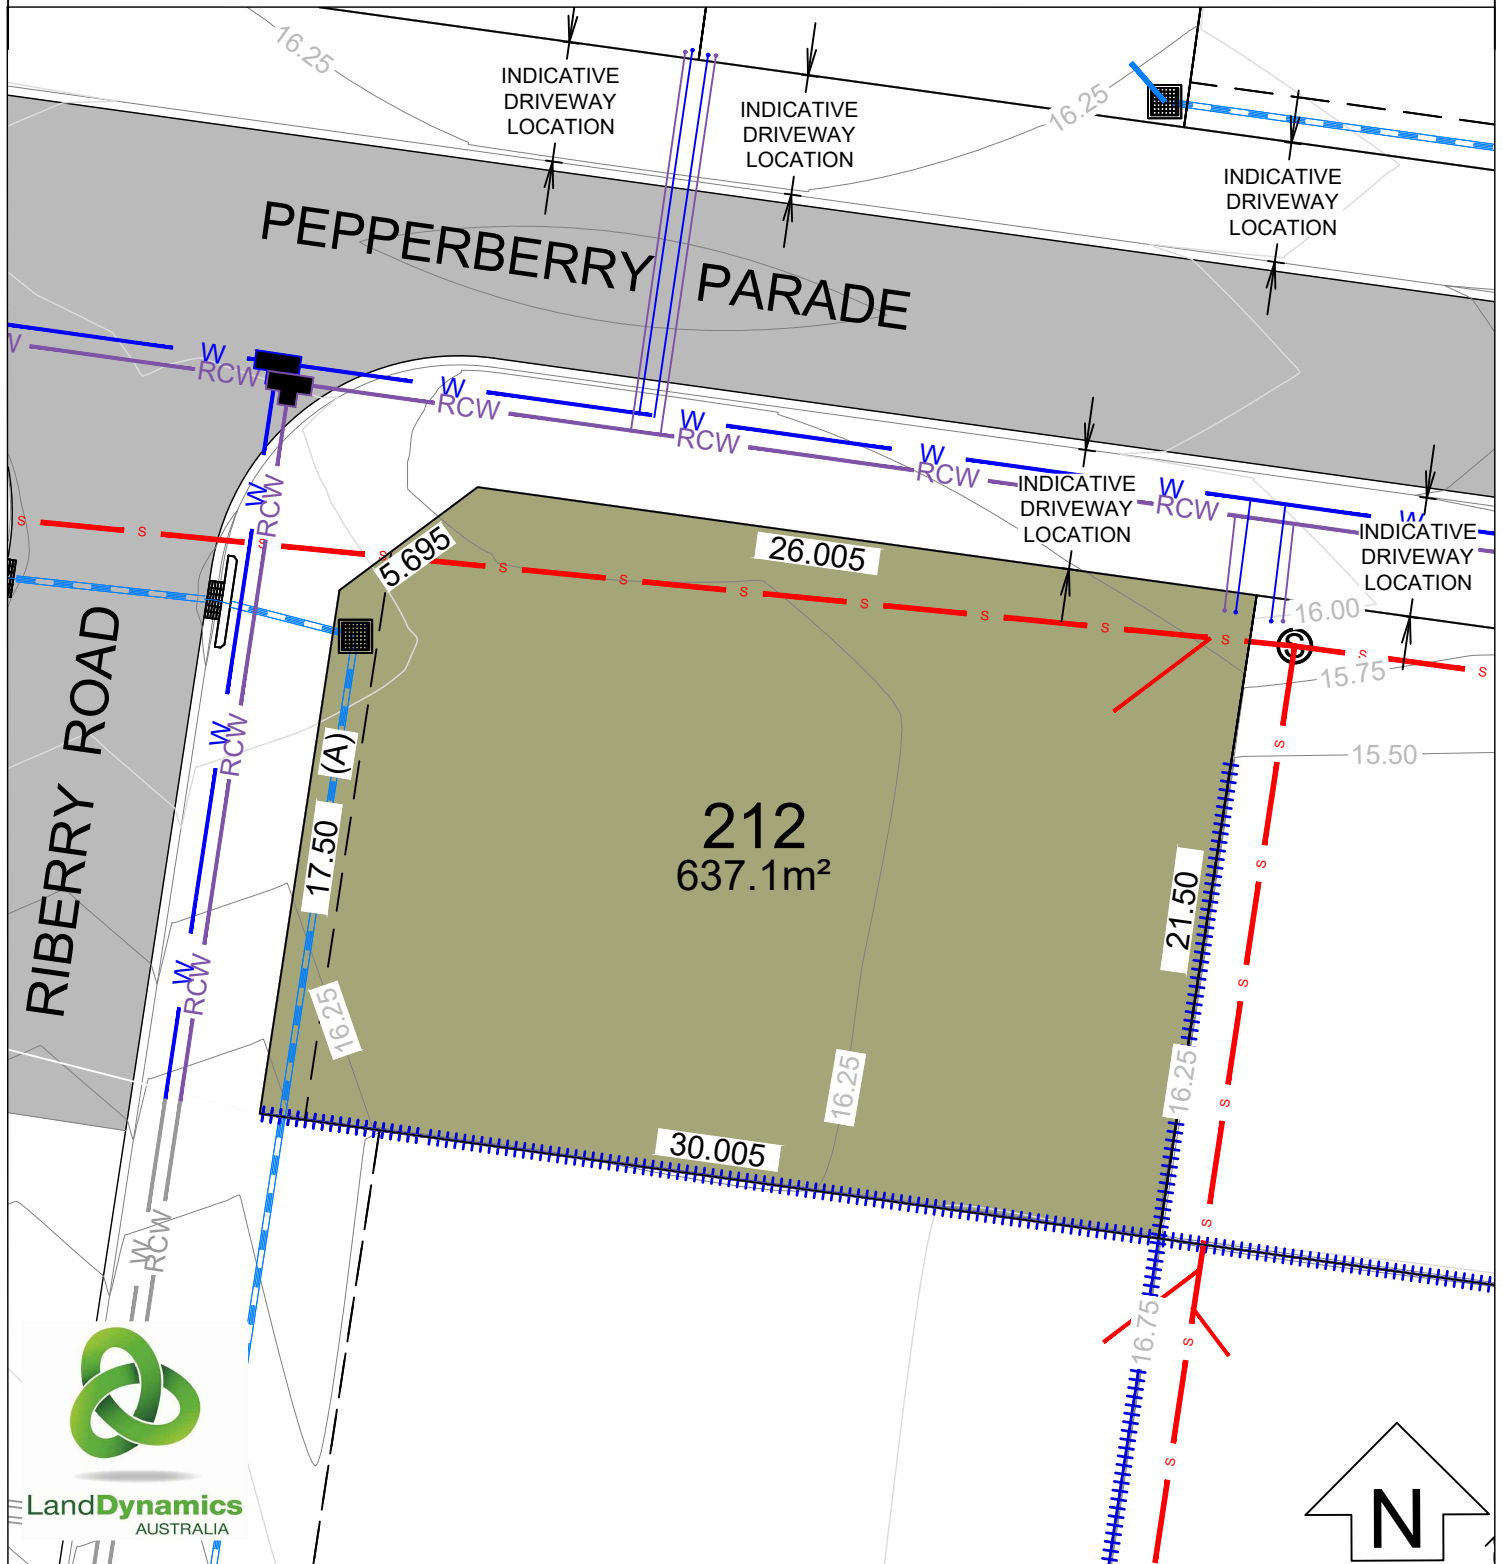 16.25
INDICATIVE
DRIVEWAY
LOCATION
INDICATIVE
DRIVEWAY
LOCATION
16.25
INDICATIVE
DRIVEWAY
LOCATION
PEPPERBERRY PARADE
W
W
RCW
W
RCW
W
RCW
W
RCW
W
RCW
W
INDICATIVE
DRIVEWAY
LOCATION
INDICATIVE
DRIVEWAY
LOCATION
W
RCW
S
S
S
S
S
S
S
S
S
S
S
S
S
S
5.695
26.005
16.00
15.75
15.50
RIBERRY ROAD
W
RCW
(A)
17.50
212
637.1m²
21.50
W
RCW
16.25
16.25
16.25
30.005
S
S
S
S
S
S
S
S
W
RCW
16.75
LandDynamics
AUSTRALIA
N